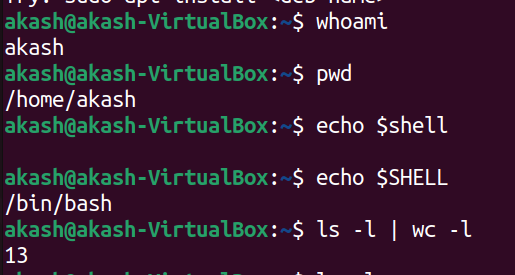 akash@akash-VirtualBox:~$ whoami
akash
akash@akash-VirtualBox:~$ pwd
/home/akash
akash@akash-VirtualBox:~$ echo $shell
akash@akash-VirtualBox:~$ echo $SHELL
/bin/bash
akash@akash-VirtualBox:~$ ls -l | wc -l
13